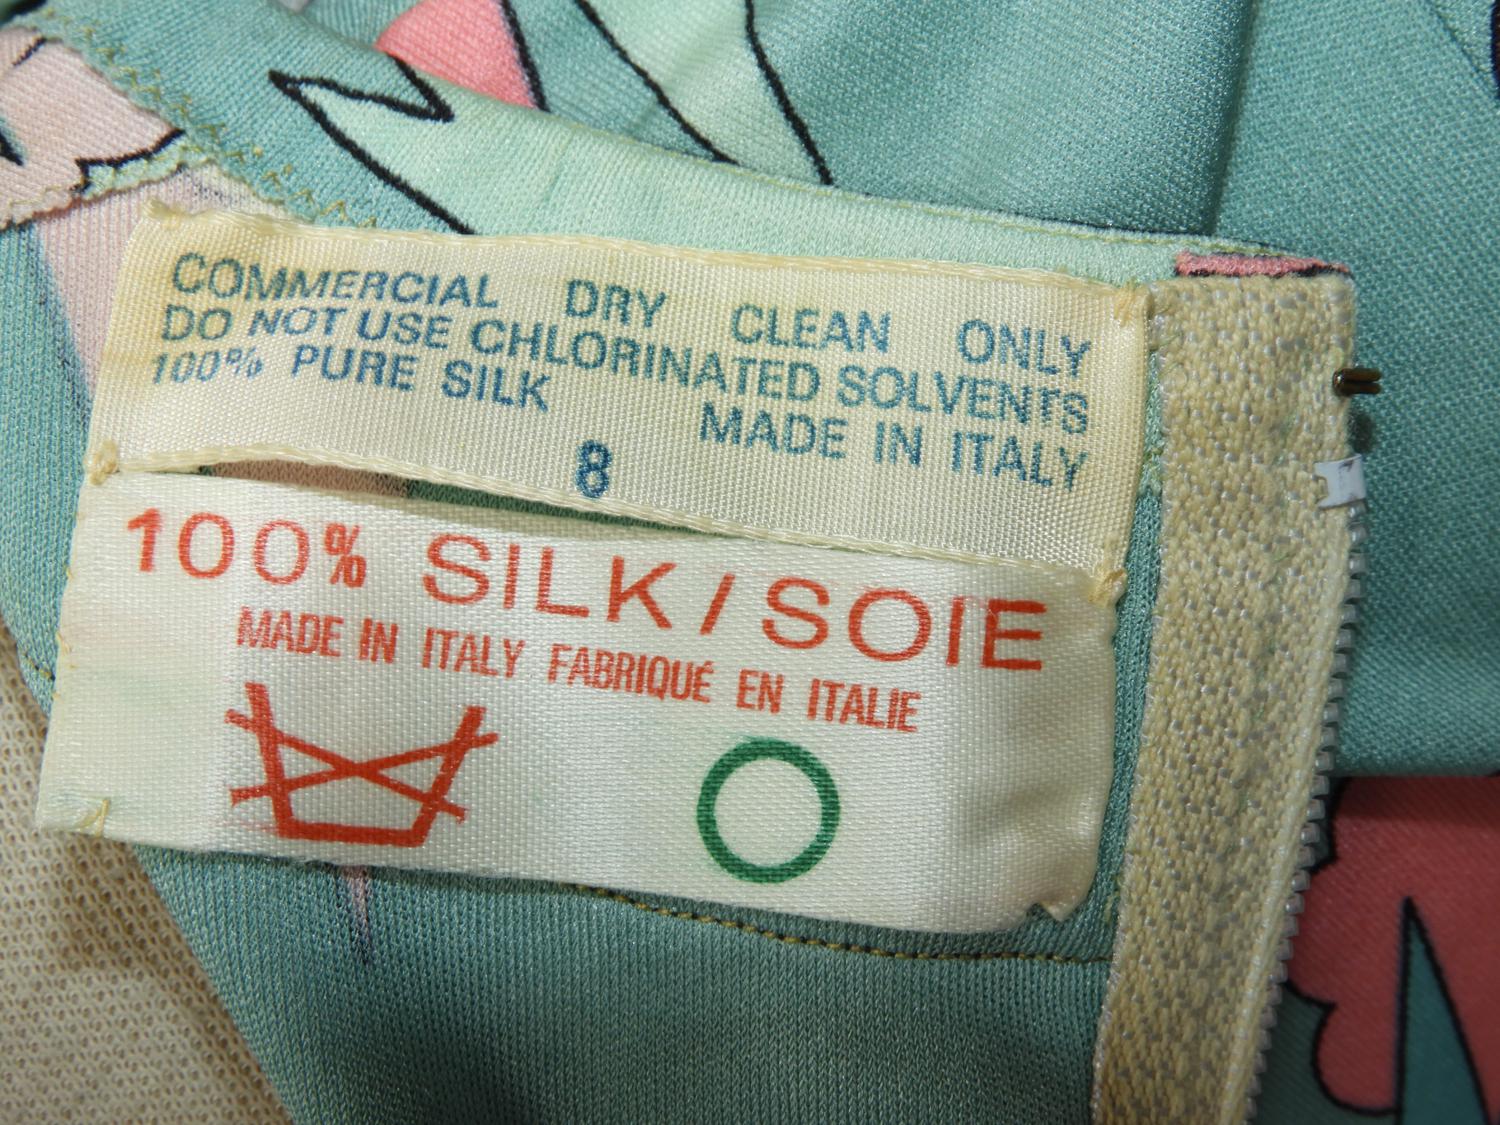 COMMERCIAL DRY CLEAN ONLY
DO NOT USE CHLORINATED SOLVENTS
100% PURE SILK MADE IN ITALY
8
100% SILK / SOIE
MADE IN ITALY FABRIQUÉ EN ITALIE